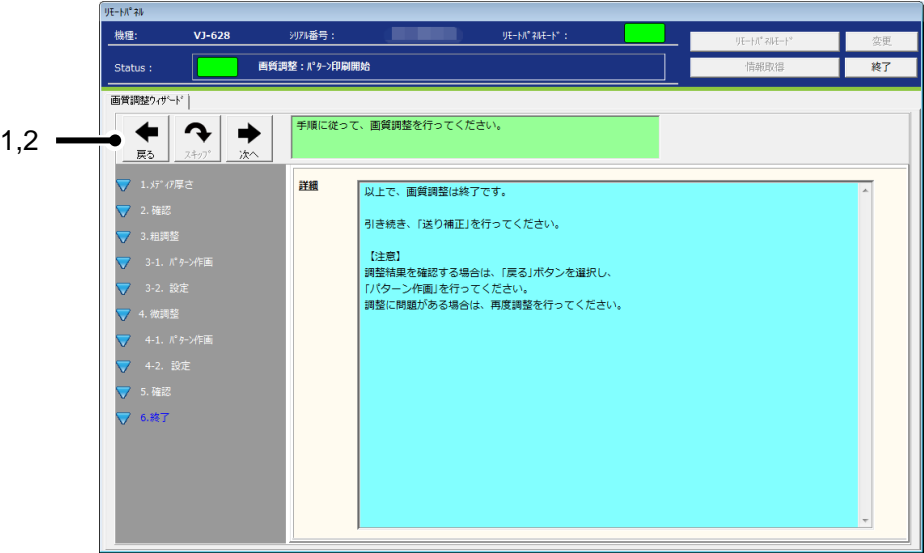 ﾘﾓｰﾄﾊﾟﾈﾙ
機種: VJ-628 ｼﾘｱﾙ番号： ﾘﾓｰﾄﾊﾟﾈﾙﾓｰﾄﾞ： ﾘﾓｰﾄﾊﾟﾈﾙﾓｰﾄﾞ 変更
Status： 画質調整：ﾊﾟﾀｰﾝ印刷開始 情報取得 終了
画質調整ｳｨｻﾞｰﾄﾞ
1,2
戻る ｽｷｯﾌﾟ 次へ
手順に従って、画質調整を行ってください。
1.ﾒﾃﾞｨｱ厚さ
2. 確認
3.粗調整
3-1. ﾊﾟﾀｰﾝ作画
3-2. 設定
4. 微調整
4-1. ﾊﾟﾀｰﾝ作画
4-2. 設定
5. 確認
6.終了
詳細
以上で、画質調整は終了です。
引き続き、「送り補正」を行ってください。
【注意】
調整結果を確認する場合は、「戻る」ボタンを選択し、
「パターン作画」を行ってください。
調整に問題がある場合は、再度調整を行ってください。